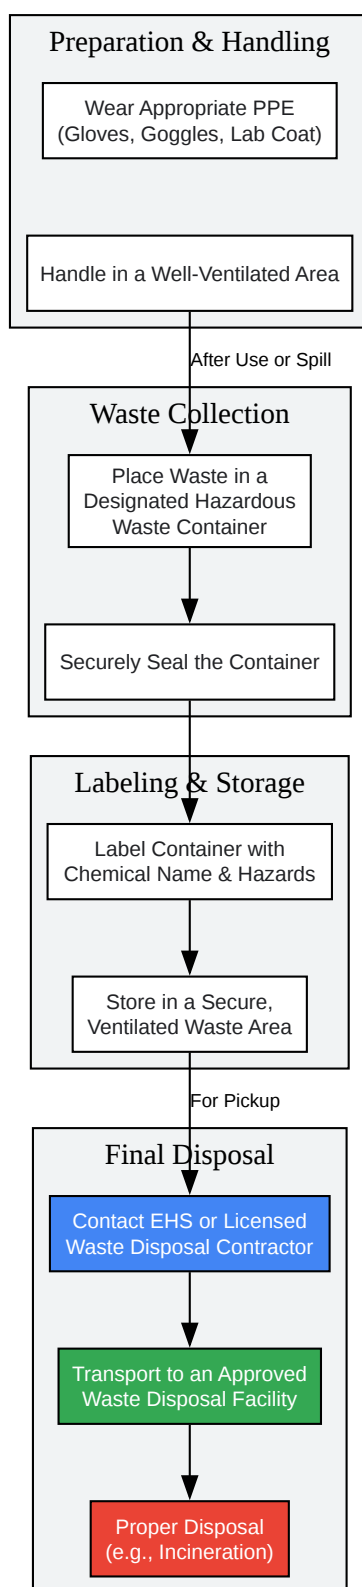 Preparation & Handling
Wear Appropriate PPE
(Gloves, Goggles, Lab Coat)
Handle in a Well-Ventilated Area
After Use or Spill
Waste Collection
Place Waste in a
Designated Hazardous
Waste Container
Securely Seal the Container
Labeling & Storage
Label Container with
Chemical Name & Hazards
Store in a Secure,
Ventilated Waste Area
For Pickup
Final Disposal
Contact EHS or Licensed
Waste Disposal Contractor
Transport to an Approved
Waste Disposal Facility
Proper Disposal
(e.g., Incineration)